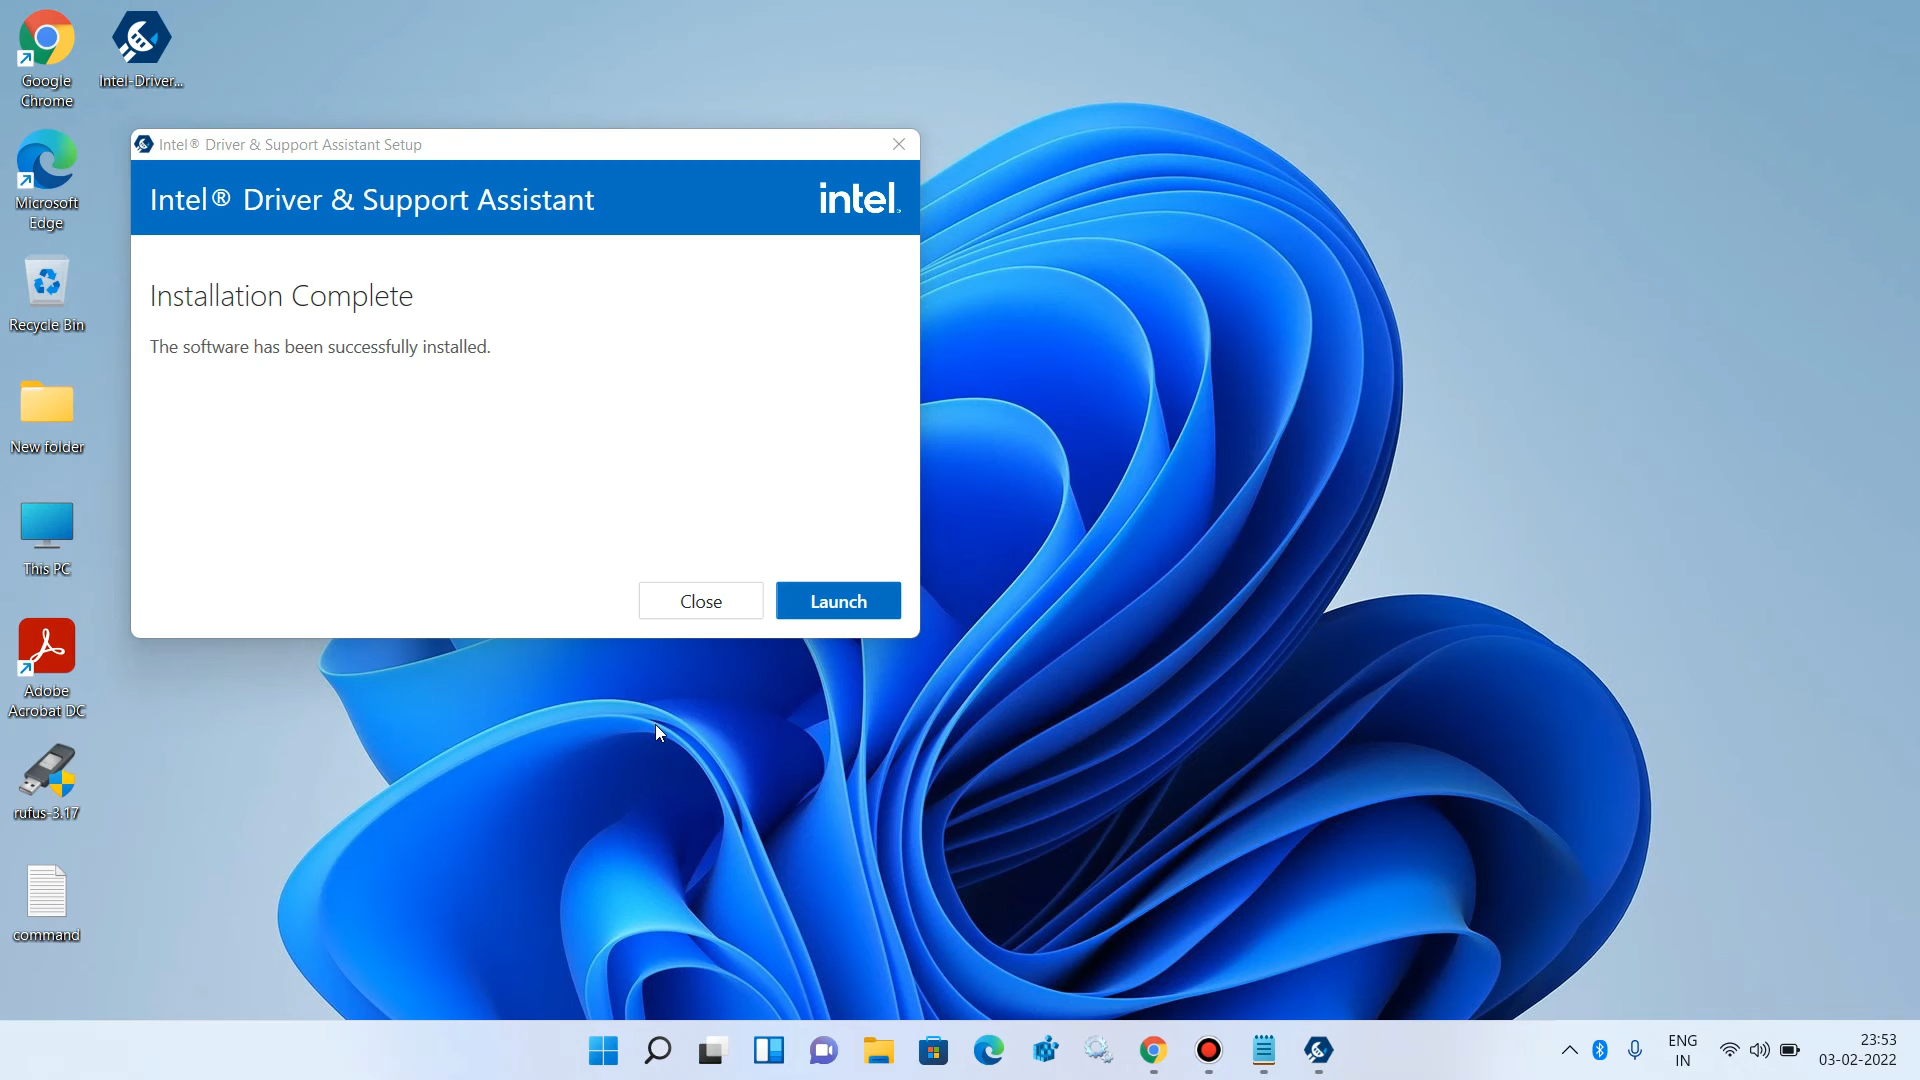 Google
Chrome
Intel-Driver...
Microsoft
Edge
Recycle Bin
New folder
This PC
Adobe
Acrobat DC
rufus-3.17
command
Intel® Driver & Support Assistant Setup
Intel® Driver & Support Assistant
intel.
Installation Complete
The software has been successfully installed.
Close
Launch
ENG
IN
23:53
03-02-2022